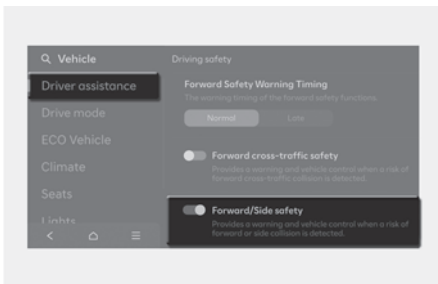 Vehicle
Driver assistance
Drive mode
ECO Vehicle
Climate
Seats
Lights
Driving safety
Forward Safety Warning Timing
The warning timing of the forward safety functions.
Normal
Late
Forward cross-traffic safety
Provides a warning and vehicle control when a risk of
forward cross-traffic collision is detected.
Forward/Side safety
Provides a warning and vehicle control when a risk of
forward or side collision is detected.